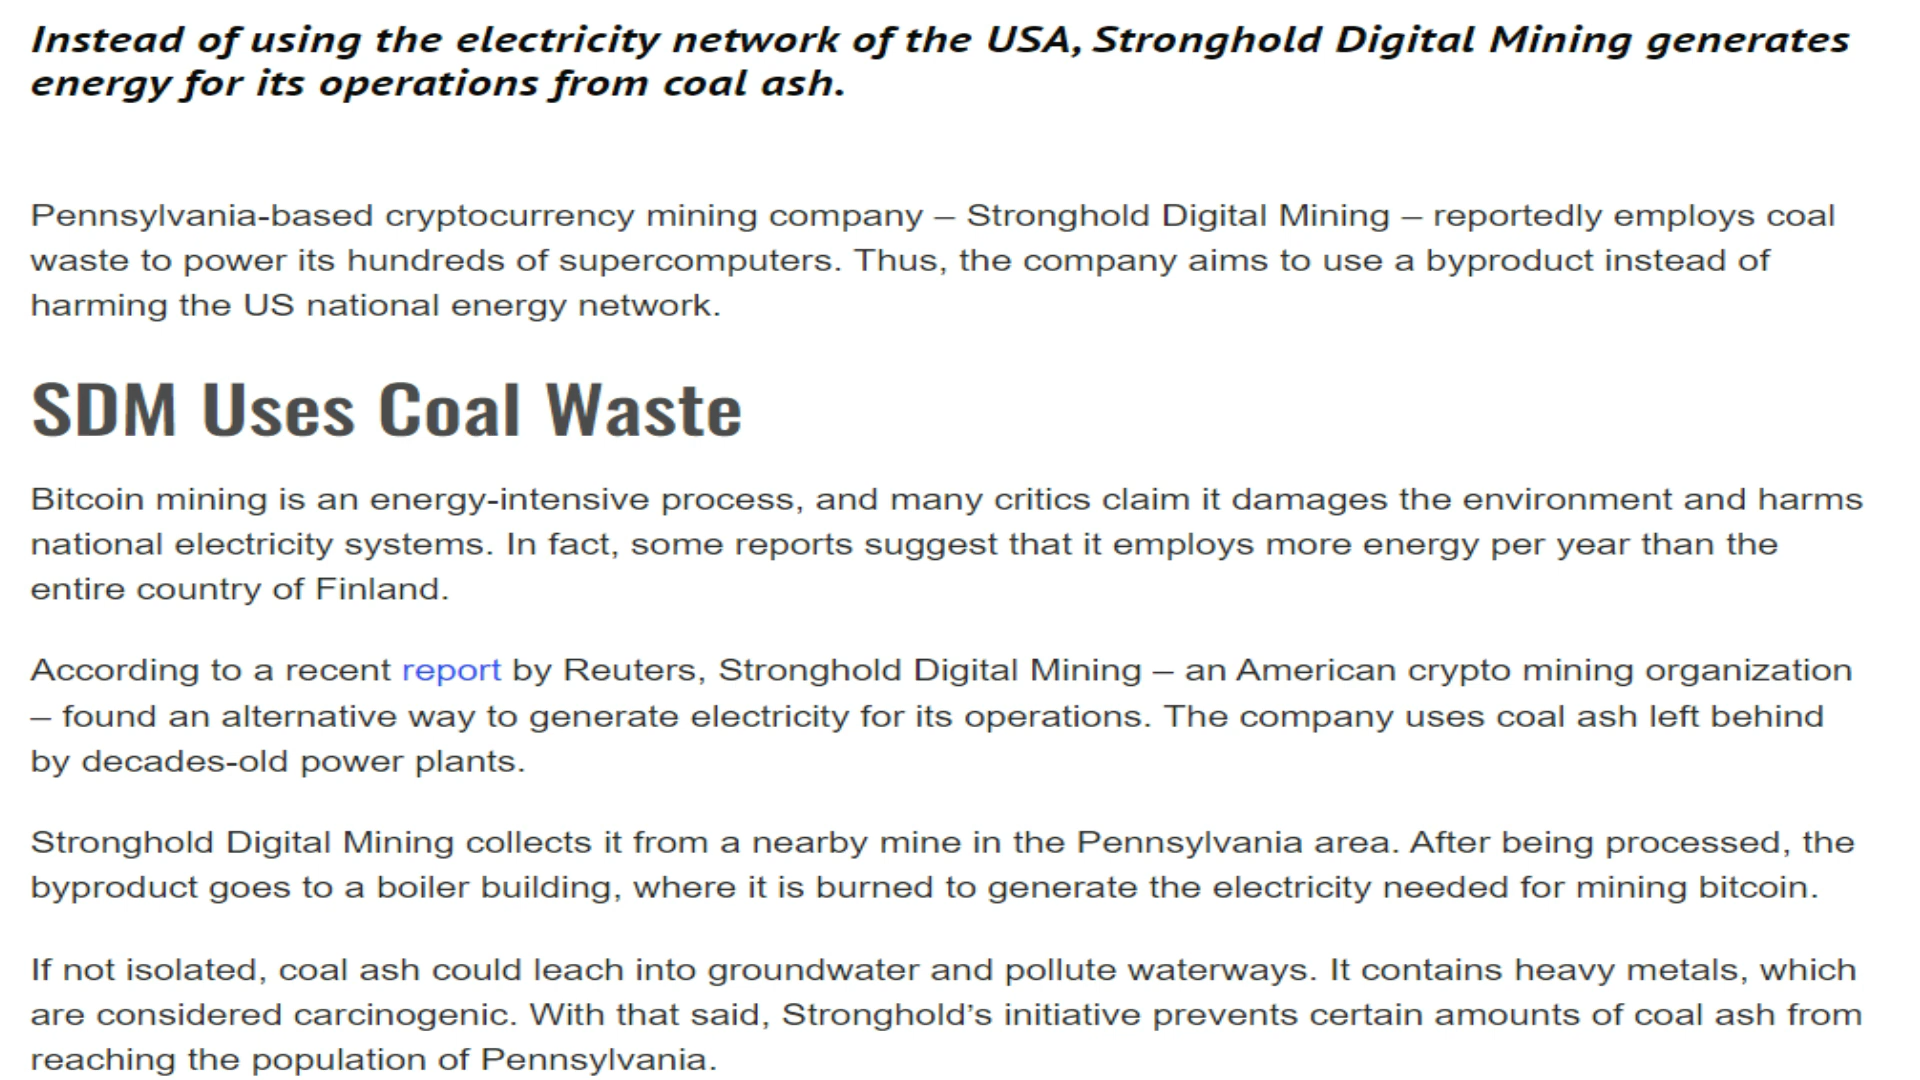 Instead of using the electricity network of the USA, Stronghold Digital Mining generates
energy for its operations from coal ash.
Pennsylvania-based cryptocurrency mining company – Stronghold Digital Mining – reportedly employs coal
waste to power its hundreds of supercomputers. Thus, the company aims to use a byproduct instead of
harming the US national energy network.
SDM Uses Coal Waste
Bitcoin mining is an energy-intensive process, and many critics claim it damages the environment and harms
national electricity systems. In fact, some reports suggest that it employs more energy per year than the
entire country of Finland.
According to a recent report by Reuters, Stronghold Digital Mining – an American crypto mining organization
– found an alternative way to generate electricity for its operations. The company uses coal ash left behind
by decades-old power plants.
Stronghold Digital Mining collects it from a nearby mine in the Pennsylvania area. After being processed, the
byproduct goes to a boiler building, where it is burned to generate the electricity needed for mining bitcoin.
If not isolated, coal ash could leach into groundwater and pollute waterways. It contains heavy metals, which
are considered carcinogenic. With that said, Stronghold’s initiative prevents certain amounts of coal ash from
reaching the population of Pennsylvania.